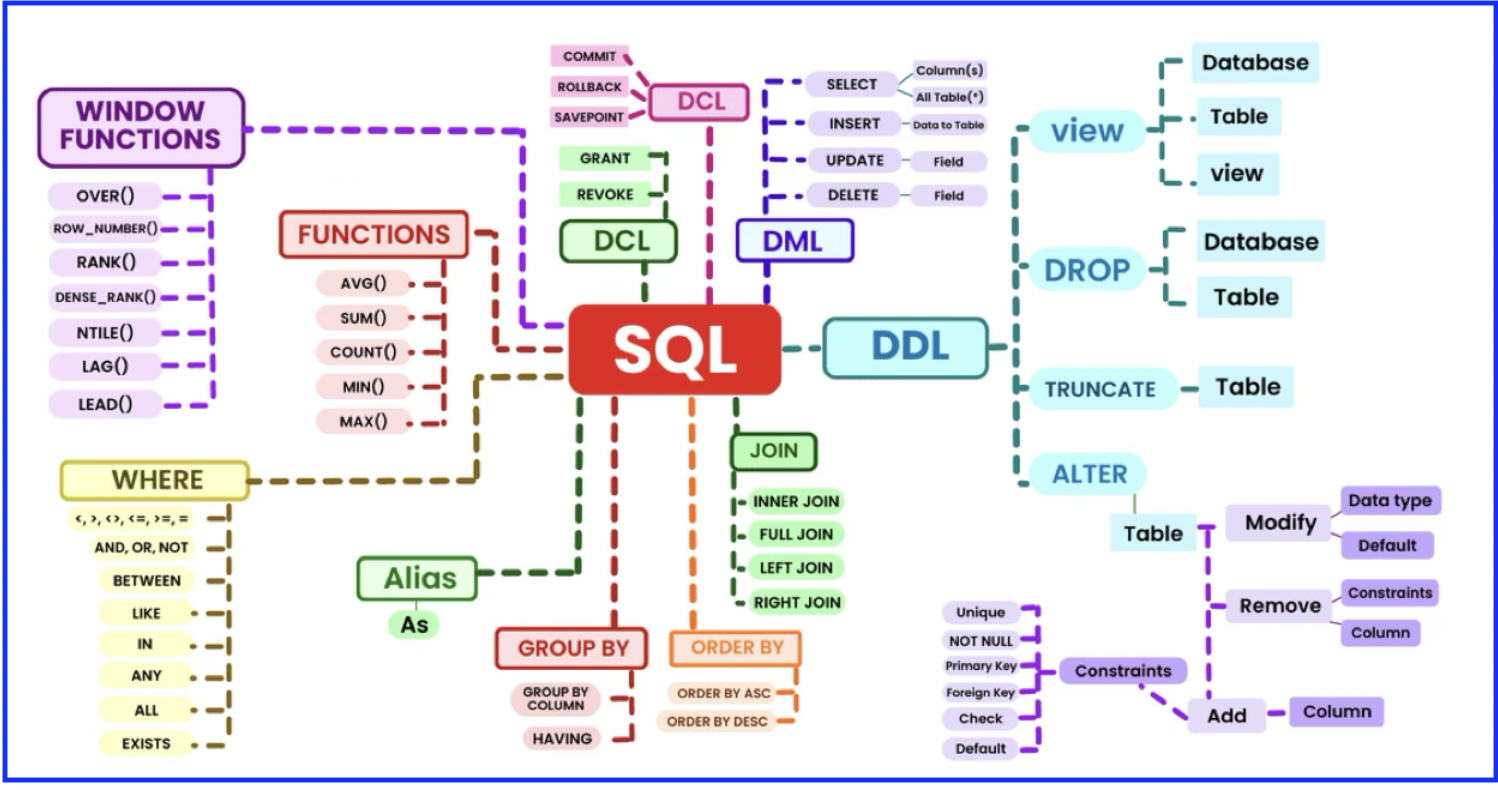 WINDOW
FUNCTIONS
OVER()
ROW_NUMBER()
RANK()
DENSE_RANK()
NTILE()
LAG()
LEAD()
FUNCTIONS
AVG()
SUM()
COUNT()
MIN()
MAX()
WHERE
<, >, <>, <=, >=, =
AND, OR, NOT
BETWEEN
LIKE
IN
ANY
ALL
EXISTS
COMMIT
ROLLBACK
SAVEPOINT
DCL
GRANT
REVOKE
DCL
SELECT
Column(s)
All Table(*)
INSERT
Data to Table
UPDATE
Field
DELETE
Field
DML
SQL
DDL
view
Database
Table
view
DROP
Database
Table
TRUNCATE
Table
ALTER
Table
Modify
Data type
Default
Remove
Constraints
Column
Add
Column
Constraints
Unique
NOT NULL
Primary Key
Foreign Key
Check
Default
JOIN
INNER JOIN
FULL JOIN
LEFT JOIN
RIGHT JOIN
Alias
As
GROUP BY
GROUP BY
COLUMN
HAVING
ORDER BY
ORDER BY ASC
ORDER BY DESC